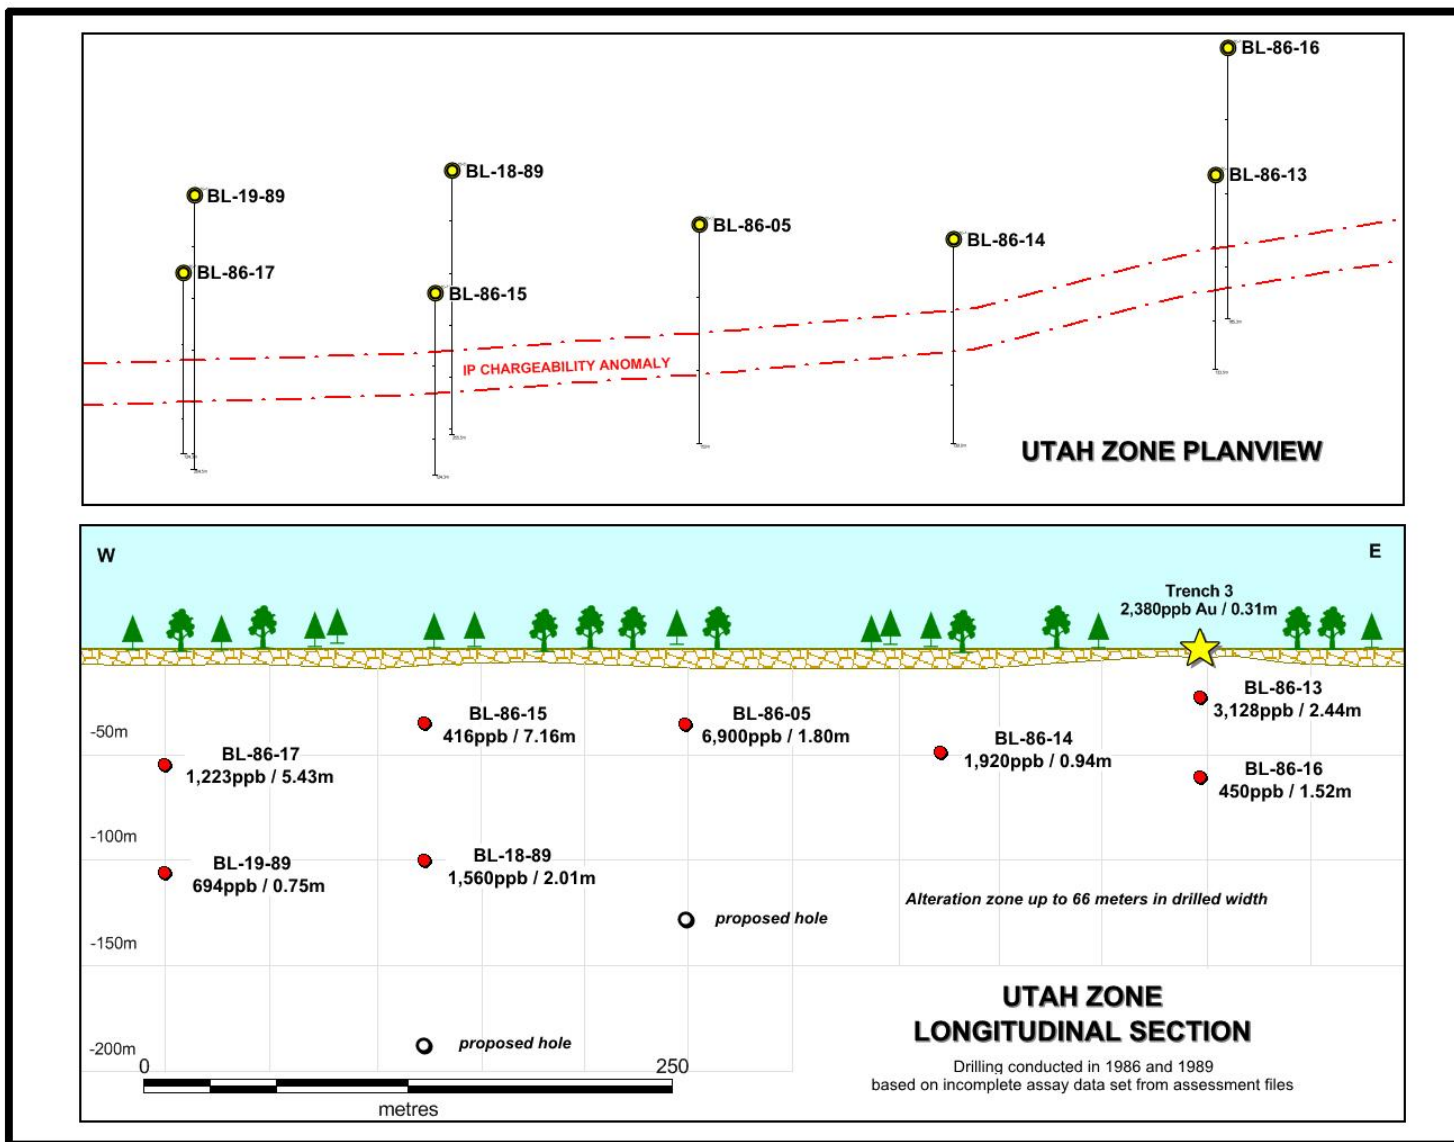 BL-86-16
BL-18-89
BL-86-13
BL-19-89
BL-86-05
BL-86-14
BL-86-17
BL-86-15
IP CHARGEABILITY ANOMALY
UTAH ZONE PLANVIEW
W
E
Trench 3
2,380ppb Au / 0.31m
BL-86-13
3,128ppb / 2.44m
BL-86-15
416ppb / 7.16m
BL-86-05
6,900ppb / 1.80m
-50m
BL-86-14
1,920ppb / 0.94m
BL-86-17
1,223ppb / 5.43m
BL-86-16
450ppb / 1.52m
-100m
BL-19-89
694ppb / 0.75m
BL-18-89
1,560ppb / 2.01m
Alteration zone up to 66 meters in drilled width
proposed hole
-150m
UTAH ZONE
LONGITUDINAL SECTION
proposed hole
-200m
0
250
metres
Drilling conducted in 1986 and 1989
based on incomplete assay data set from assessment files